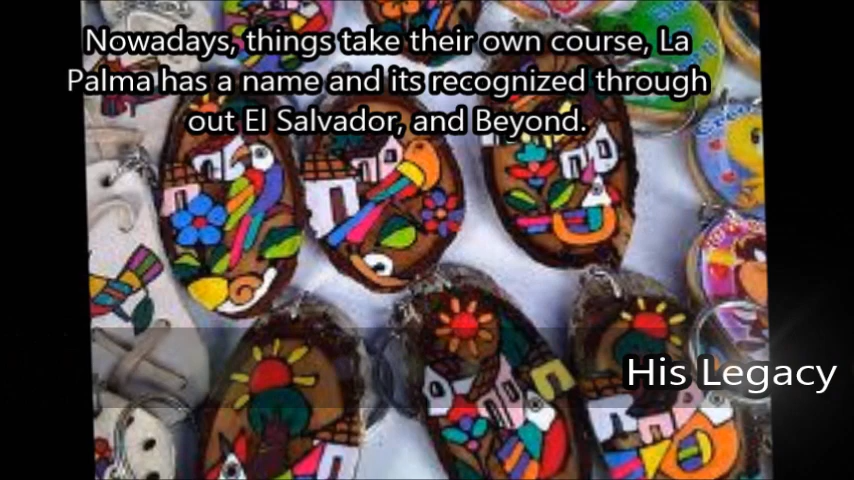 Nowadays, things take their own course, La
Palma has a name and its recognized through
out El Salvador, and Beyond.
His Legacy